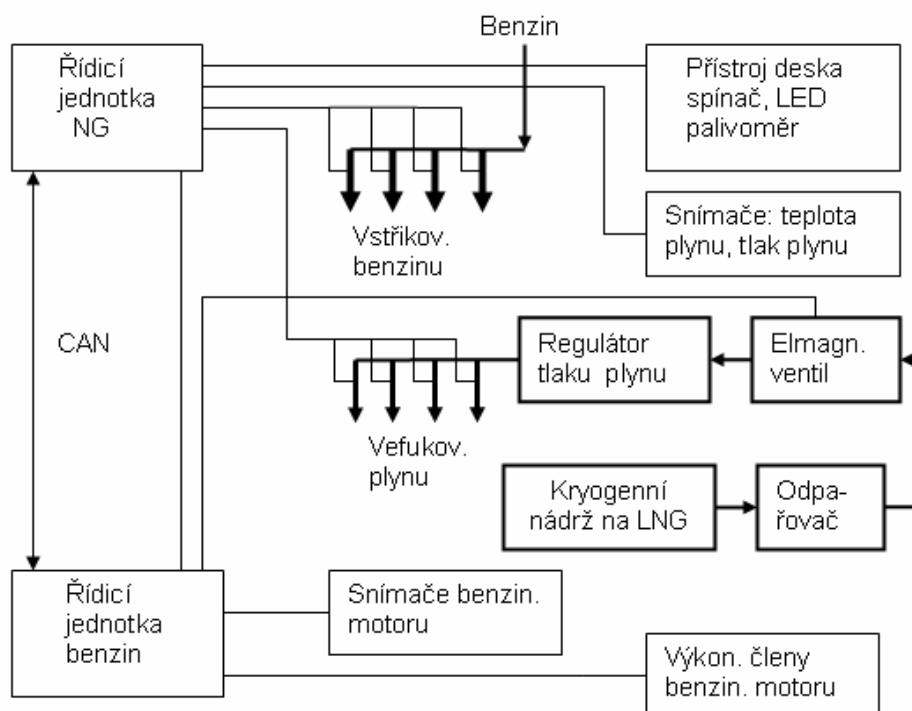 Benzin
Řídicí
jednotka
NG
Přístroj deska
spínač, LED
palivoměr
Vstřikov.
benzinu
Snímače: teplota
plynu, tlak plynu
CAN
Regulátor
tlaku plynu
Elmagn.
ventil
Vefukov.
plynu
Kryogenní
nádrž na LNG
Odpa-
řovač
Řídicí
jednotka
benzin
Snímače benzin.
motoru
Výkon. členy
benzin. motoru